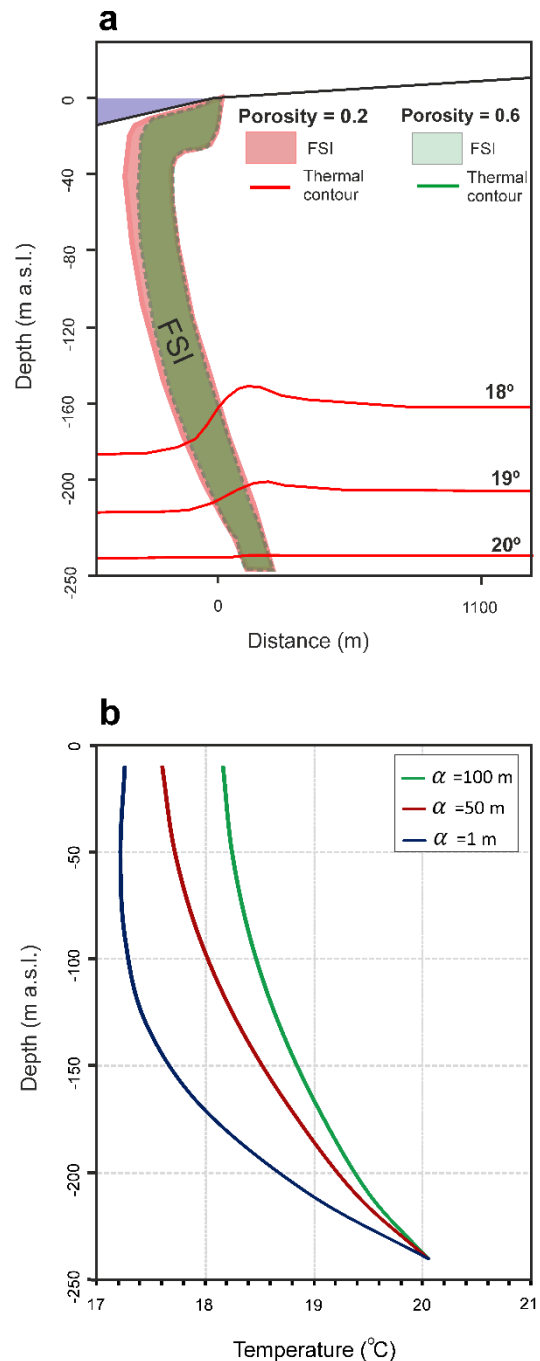 a
Porosity = 0.2
Porosity = 0.6
FSI
FSI
Thermal contour
Thermal contour
Depth (m a.s.l.)
0
-40
-80
-120
-160
-200
-250
FSI
18º
19º
20º
0
1100
Distance (m)
b
α =100 m
α =50 m
α =1 m
Depth (m a.s.l.)
0
-50
-100
-150
-200
-250
17
18
19
20
21
Temperature (°C)